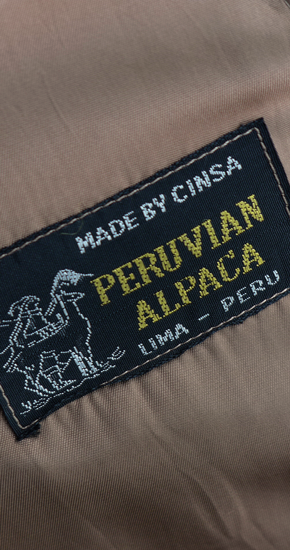 MADE BY CINSA
PERUVIAN
ALPACA
LIMA - PERU